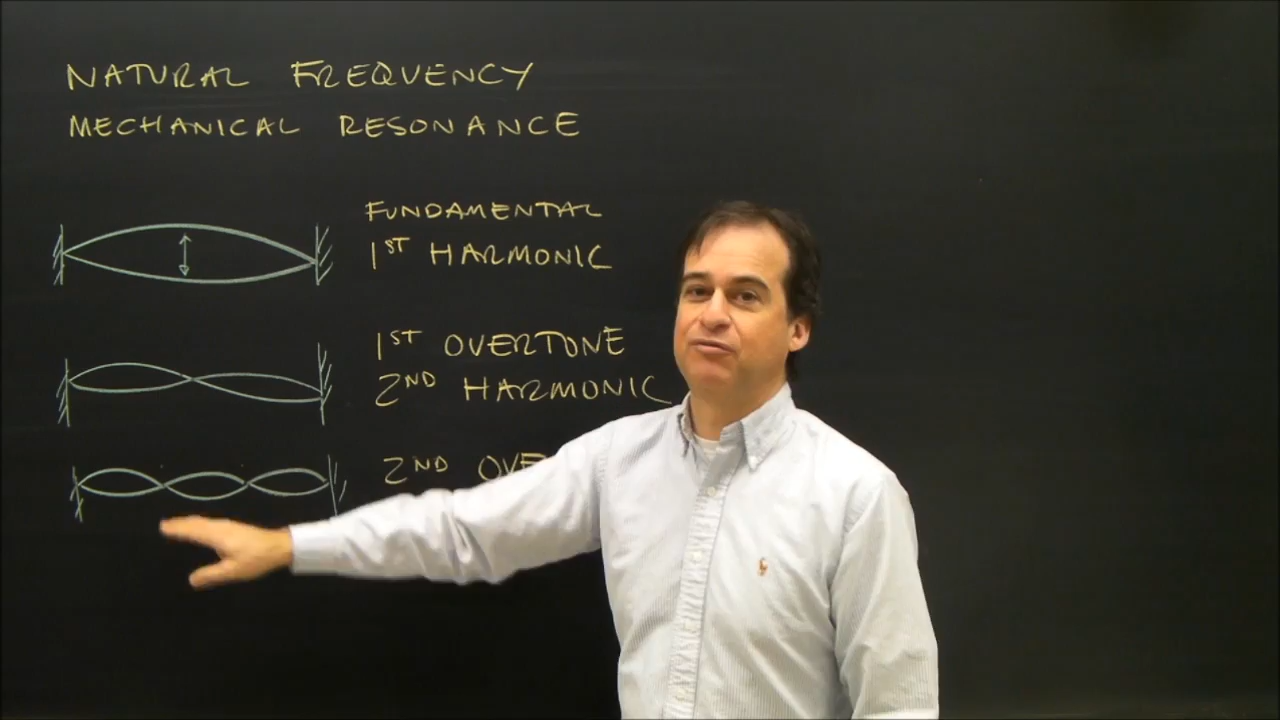 NATURAL FREQUENCY
MECHANICAL RESONANCE
FUNDAMENTAL
1ST HARMONIC
1ST OVERTONE
2ND HARMONIC
2ND